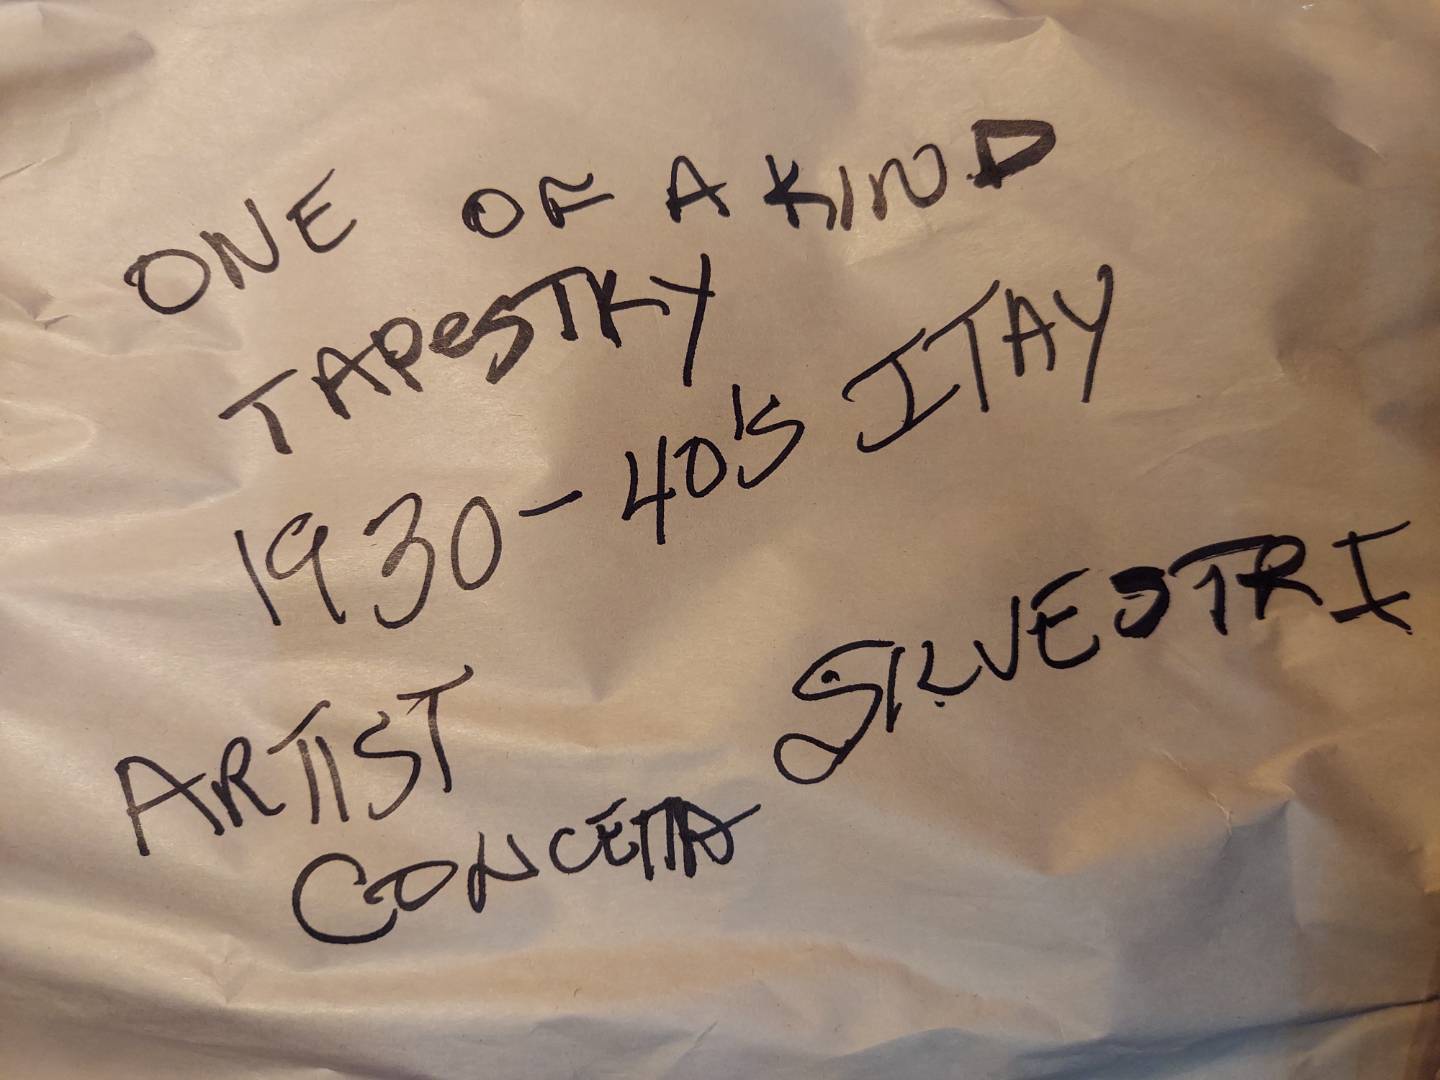 ONE OF A KIND
TAPESTRY
1930-40's ITAY
ARTIST
CONCETTA SILVESTRI